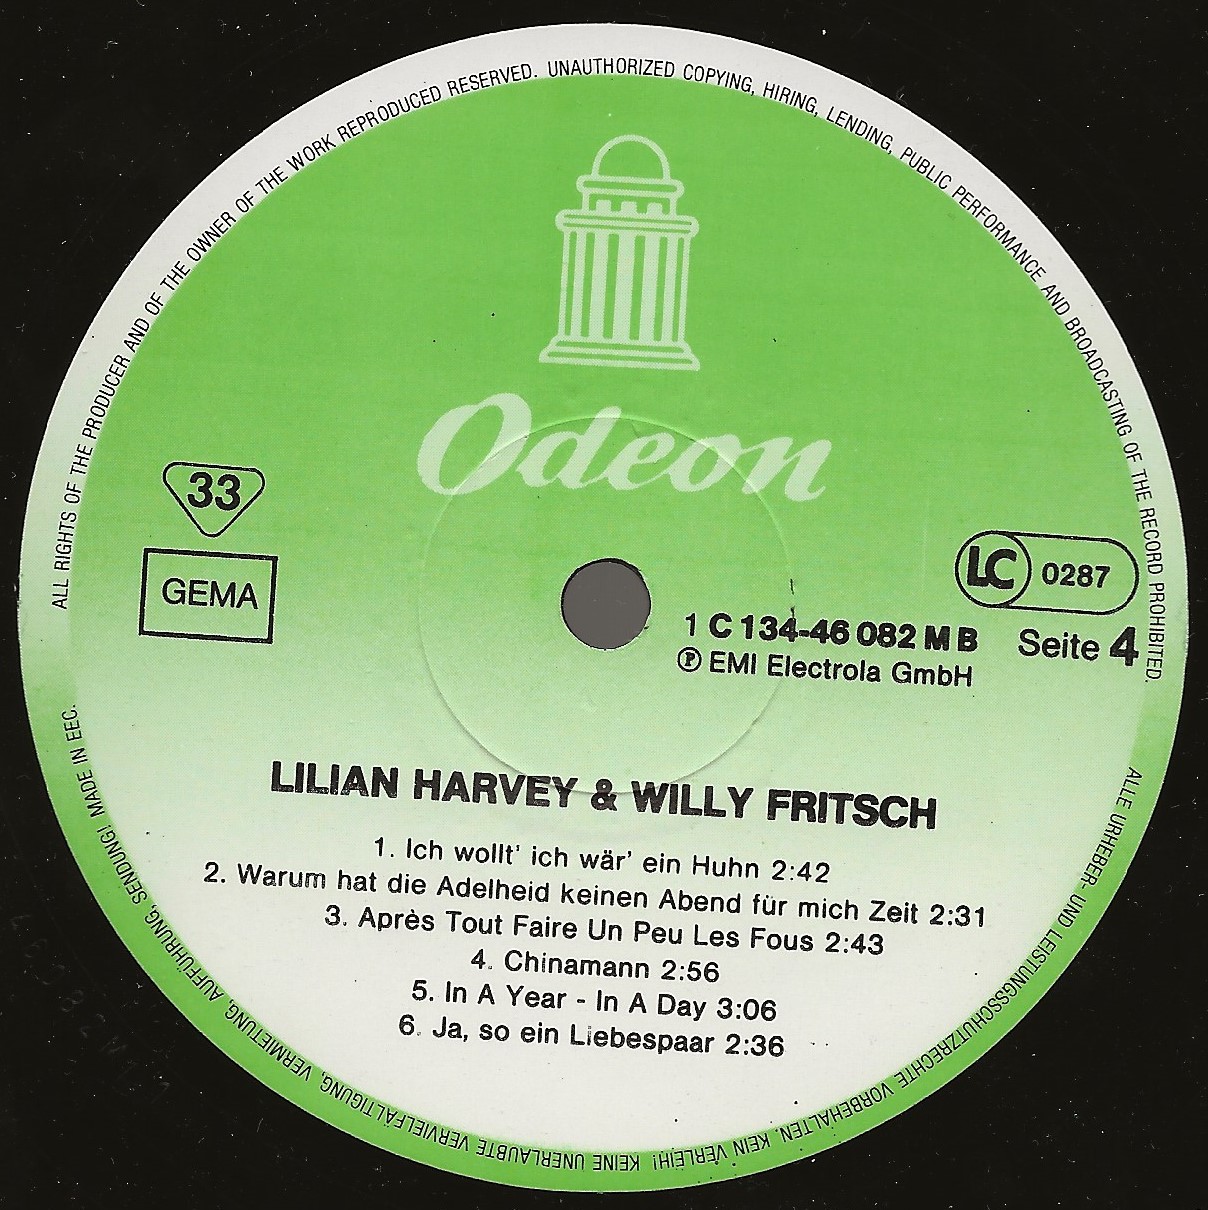 ALL RIGHTS OF THE PRODUCER AND OF THE OWNER OF THE WORK REPRODUCED RESERVED. UNAUTHORIZED COPYING, HIRING, LENDING, PUBLIC PERFORMANCE AND BROADCASTING OF THE RECORD PROHIBITED.
Odeon
33
GEMA
LC 0287
1 C 134-46 082 M B
Seite 4
℗ EMI Electrola GmbH
LILIAN HARVEY & WILLY FRITSCH
1. Ich wollt' ich wär' ein Huhn 2:42
2. Warum hat die Adelheid keinen Abend für mich Zeit 2:31
3. Après Tout Faire Un Peu Les Fous 2:43
4. Chinamann 2:56
5. In A Year - In A Day 3:06
6. Ja, so ein Liebespaar 2:36
ALLE URHEBER- UND LEISTUNGSSCHUTZRECHTE VORBEHALTEN. KEIN VERLEIH! KEINE UNERLAUBTE VERVIELFÄLTIGUNG, VERMIETUNG, AUFFÜHRUNG, SENDUNG! MADE IN EEC.